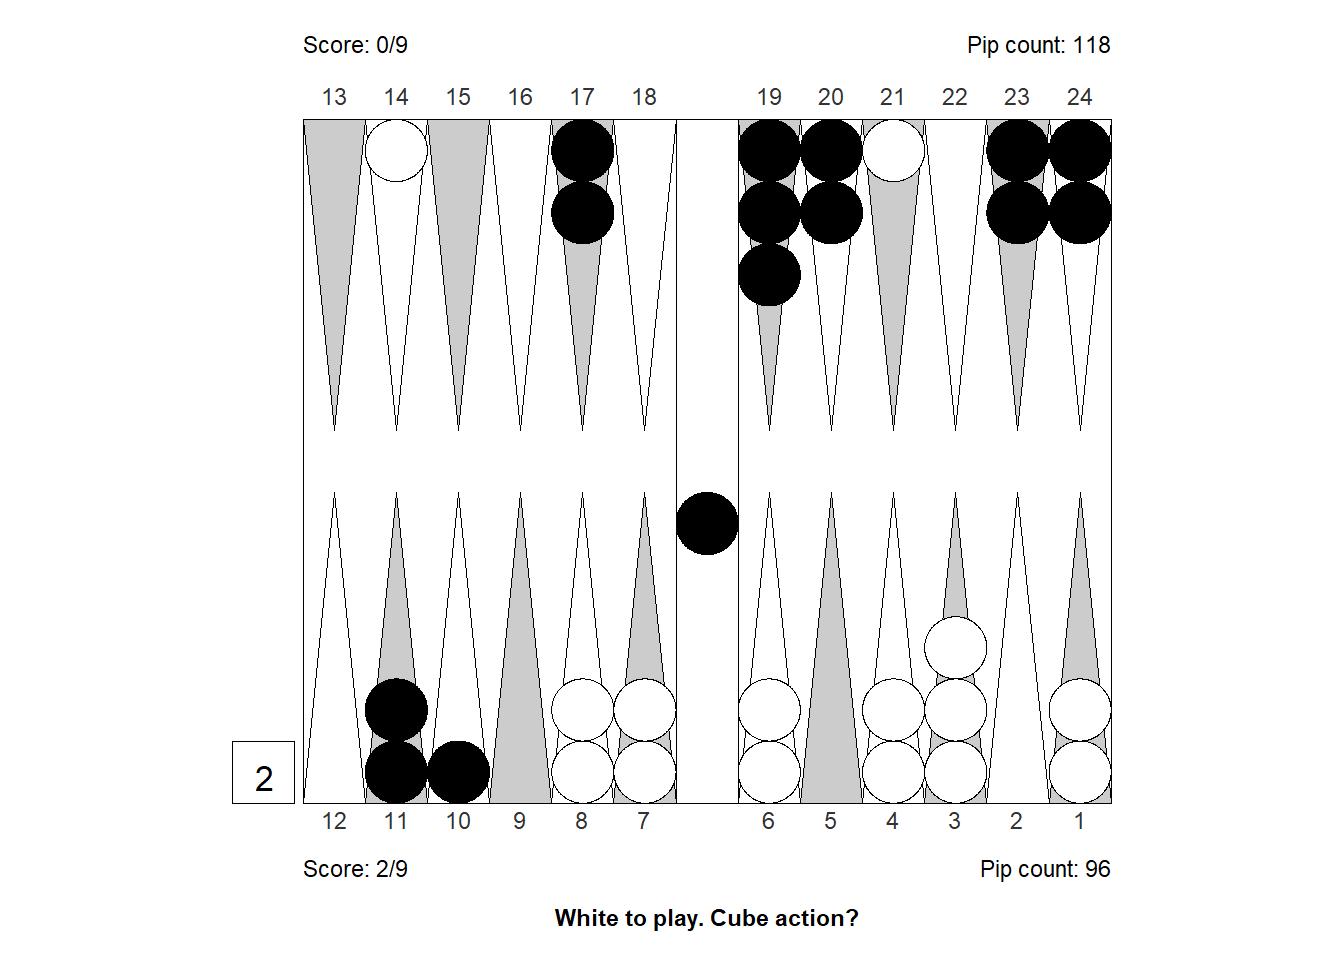 Score: 0/9 Pip count: 118
13 14 15 16 17 18 19 20 21 22 23 24
2
12 11 10 9 8 7 6 5 4 3 2 1
Score: 2/9 Pip count: 96
White to play. Cube action?